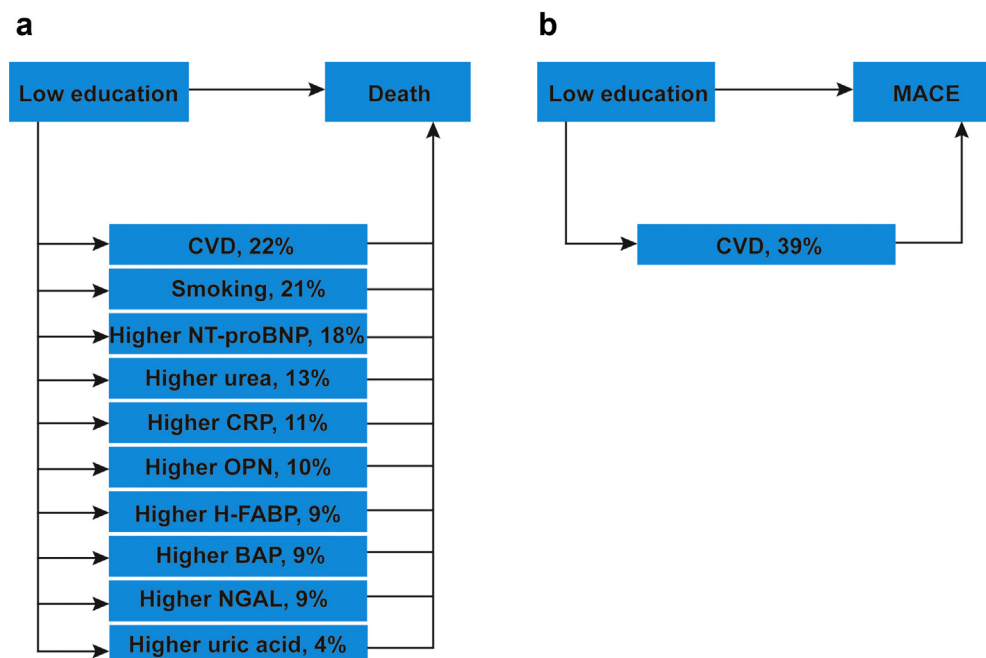 a
Low education
Death
CVD, 22%
Smoking, 21%
Higher NT-proBNP, 18%
Higher urea, 13%
Higher CRP, 11%
Higher OPN, 10%
Higher H-FABP, 9%
Higher BAP, 9%
Higher NGAL, 9%
Higher uric acid, 4%
b
Low education
MACE
CVD, 39%